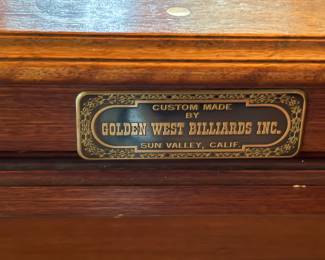 CUSTOM MADE
BY
GOLDEN WEST BILLIARDS INC.
SUN VALLEY, CALIF.